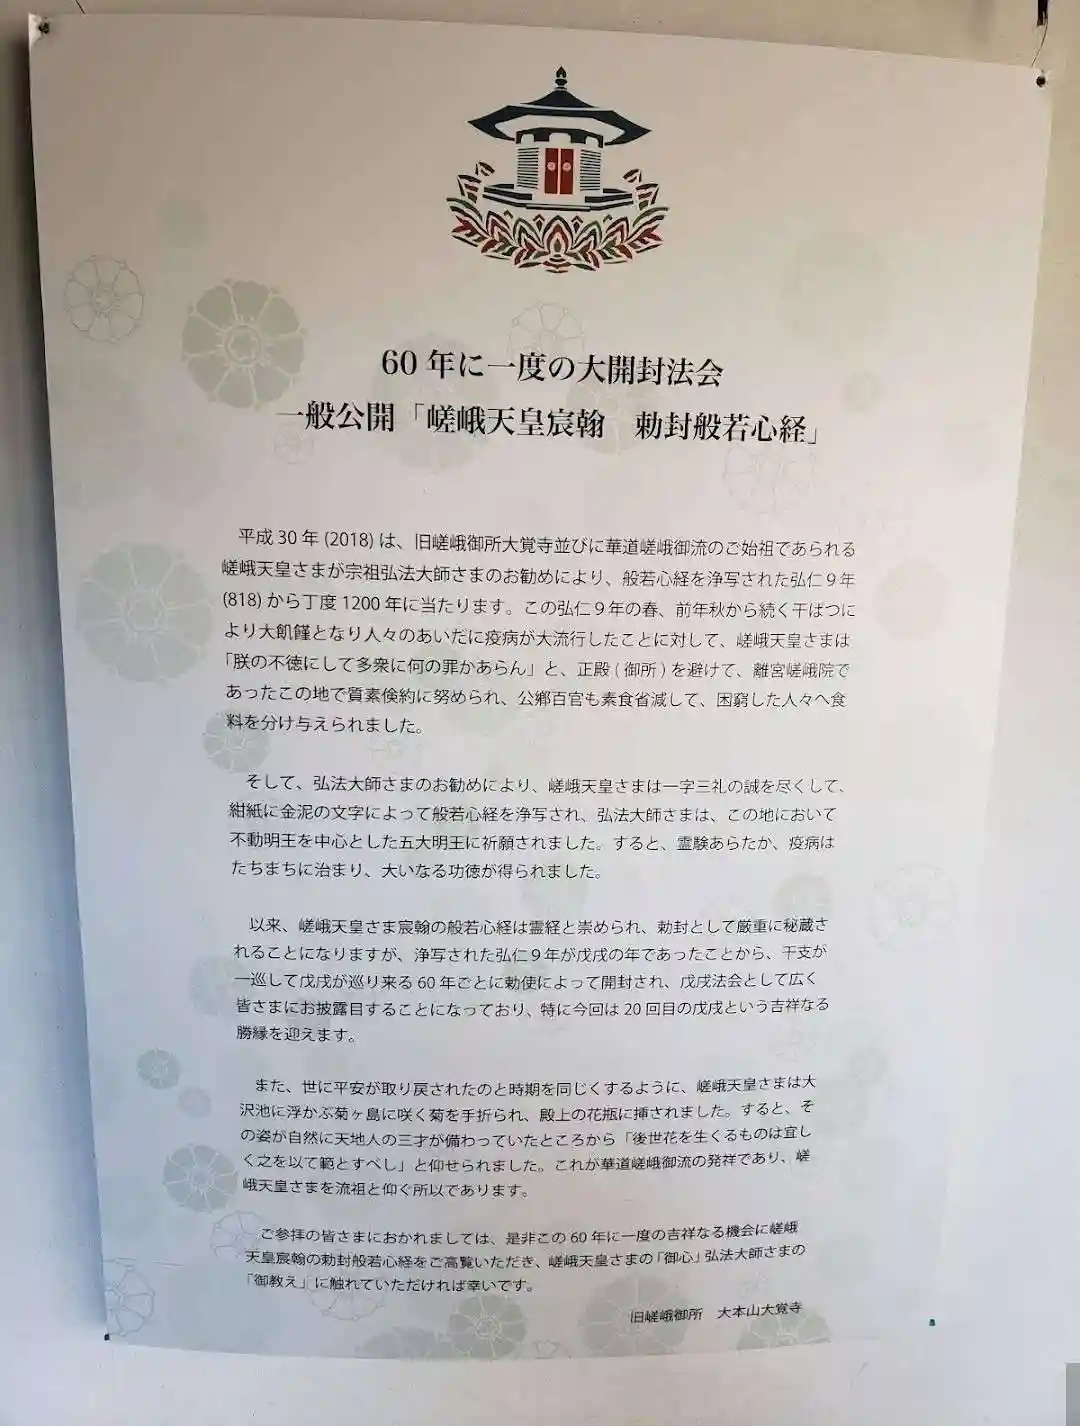 60 年に一度の大開封法会
一般公開「嵯峨天皇宸翰　勅封般若心経」
平成 30 年 (2018) は、旧嵯峨御所大覚寺並びに華道嵯峨御流のご始祖であられる
嵯峨天皇さまが宗祖弘法大師さまのお勧めにより、般若心経を浄写された弘仁９年
(818) から丁度 1200 年に当たります。この弘仁９年の春、前年秋から続く干ばつに
より大飢饉となり人々のあいだに疫病が大流行したことに対して、嵯峨天皇さまは
「朕の不徳にして多衆に何の罪かあらん」と、正殿 ( 御所 ) を避けて、離宮嵯峨院で
あったこの地で質素倹約に努められ、公卿百官も素食省減して、困窮した人々へ食
料を分け与えられました。
そして、弘法大師さまのお勧めにより、嵯峨天皇さまは一字三礼の誠を尽くして、
紺紙に金泥の文字によって般若心経を浄写され、弘法大師さまは、この地において
不動明王を中心とした五大明王に祈願されました。すると、霊験あらたか、疫病は
たちまちに治まり、大いなる功徳が得られました。
以来、嵯峨天皇さま宸翰の般若心経は霊経と崇められ、勅封として厳重に秘蔵さ
れることになりますが、浄写された弘仁９年が戊戌の年であったことから、干支が
一巡して戊戌が巡り来る 60 年ごとに勅使によって開封され、戊戌法会として広く
皆さまにお披露目することになっており、特に今回は 20 回目の戊戌という吉祥なる
勝縁を迎えます。
また、世に平安が取り戻されたのと時期を同じくするように、嵯峨天皇さまは大
沢池に浮かぶ菊ヶ島に咲く菊を手折られ、殿上の花瓶に挿されました。すると、そ
の姿が自然に天地人の三才が備わっていたところから「後世花を生くるものは宜し
く之を以て範とすべし」と仰せられました。これが華道嵯峨御流の発祥であり、嵯
峨天皇さまを流祖と仰ぐ所以であります。
ご参拝の皆さまにおかれましては、是非この 60 年に一度の吉祥なる機会に嵯峨
天皇宸翰の勅封般若心経をご高覧いただき、嵯峨天皇さまの「御心」弘法大師さまの
「御教え」に触れていただければ幸いです。
旧嵯峨御所　大本山大覚寺